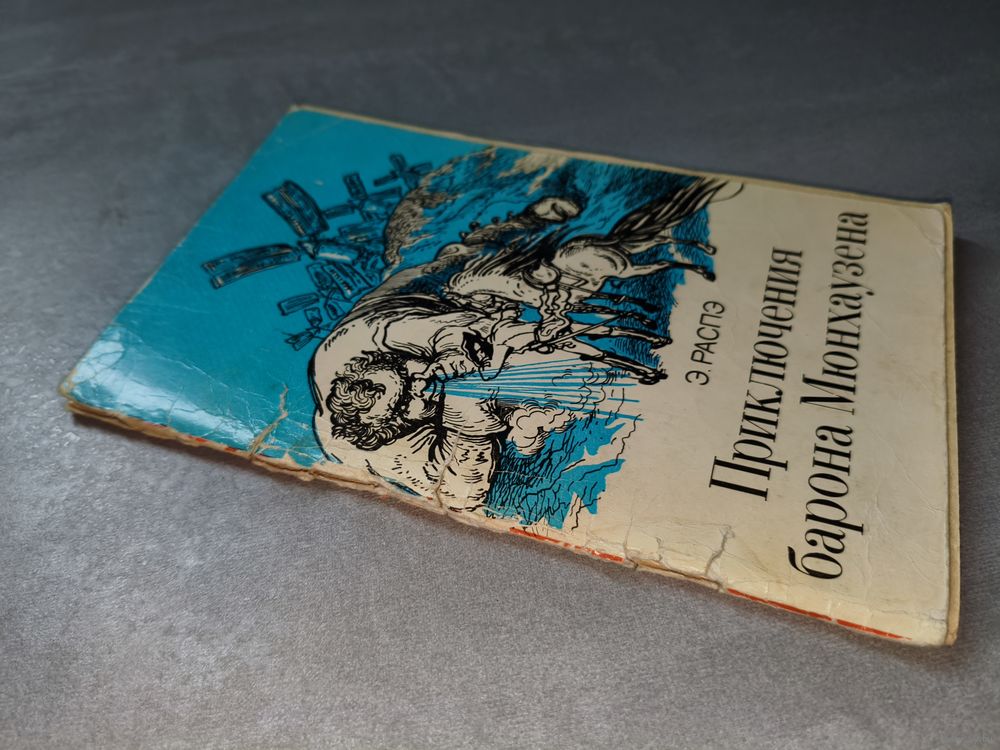 Э. РАСПЭ
Приключения
барона Мюнхаузена